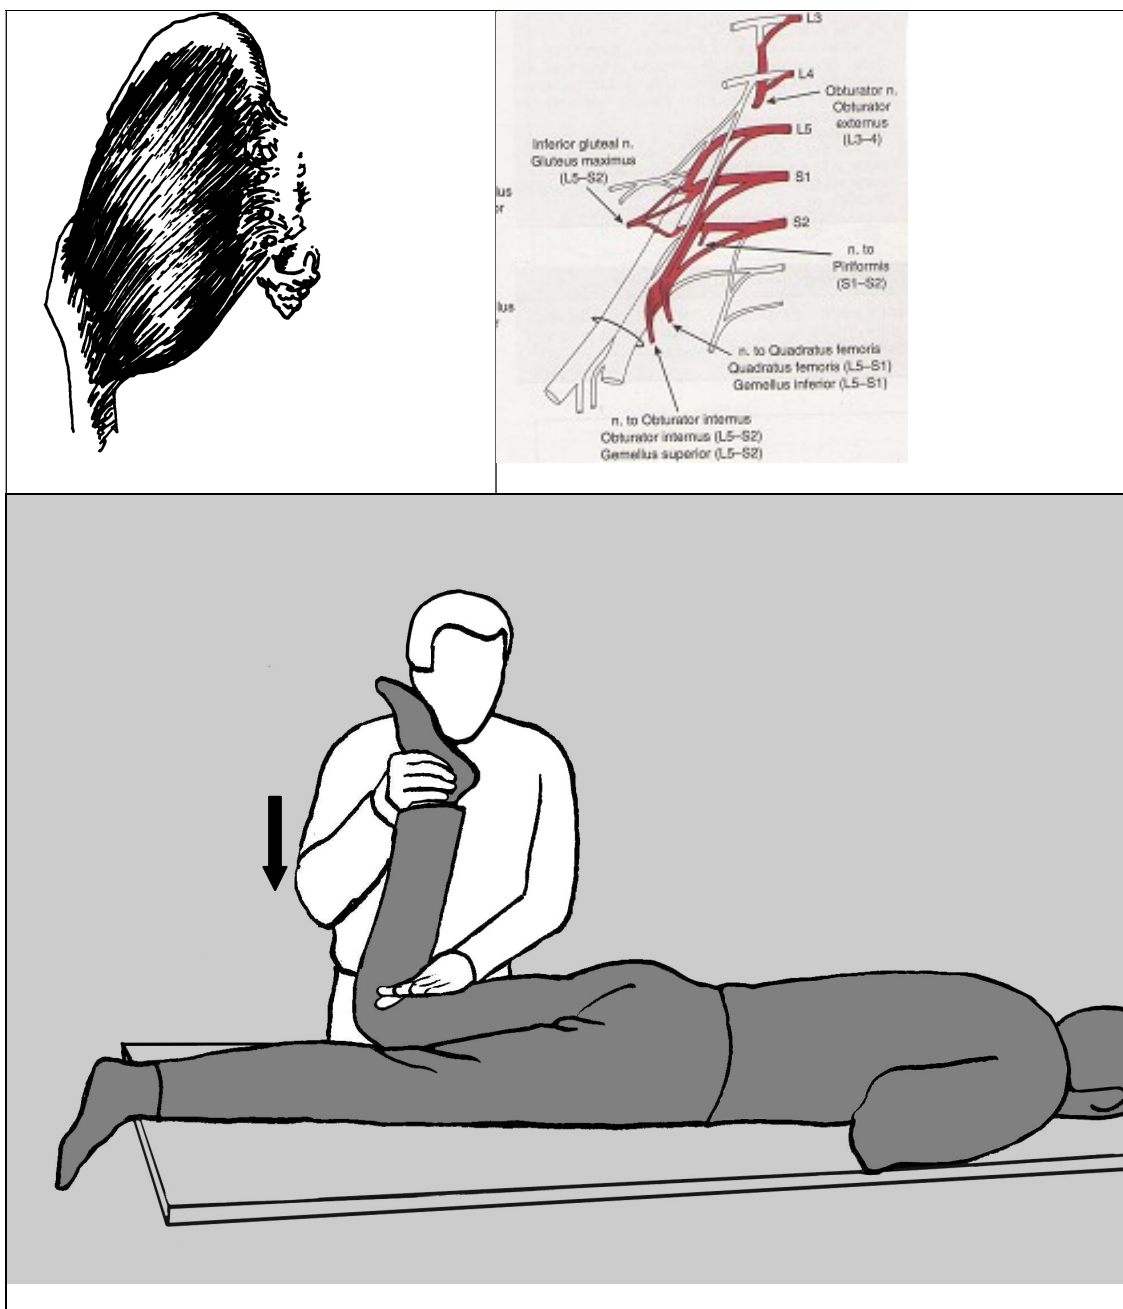 L3
L4
Obturator n.
Obturator
externus
(L3–4)
L5
Inferior gluteal n.
Gluteus maximus
(L5–S2)
S1
S2
n. to
Piriformis
(S1–S2)
n. to Quadratus femoris
Quadratus femoris (L5–S1)
Gemellus inferior (L5–S1)
n. to Obturator internus
Obturator internus (L5–S2)
Gemellus superior (L5–S2)